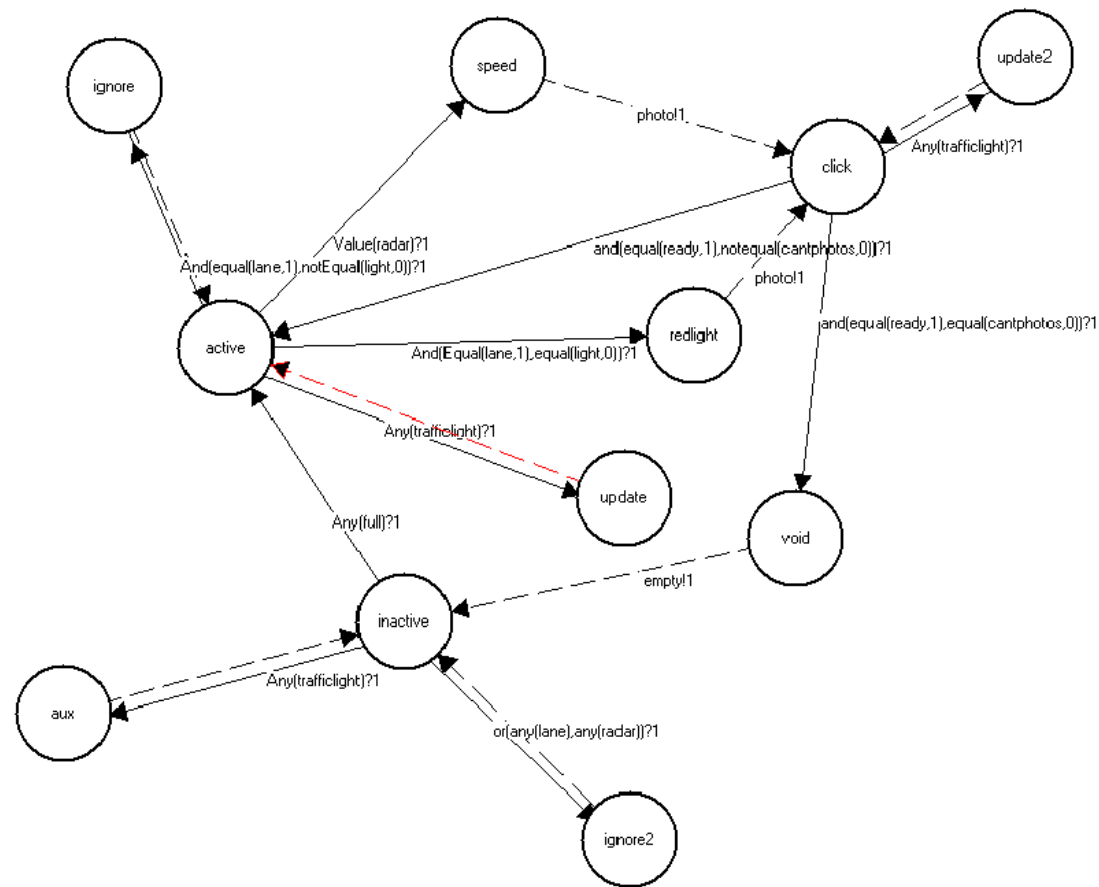 speed
update2
ignore
photo!1
Any(trafficlight)?1
click
Value(radar)?1
and(equal(ready,1),notequal(cantphotos,0))?1
And(equal(lane,1),notEqual(light,0))?1
photo!1
and(equal(ready,1),equal(cantphotos,0))?1
active
redlight
And(Equal(lane,1),equal(light,0))?1
Any(trafficlight)?1
update
Any(full)?1
void
empty!1
inactive
Any(trafficlight)?1
aux
or(any(lane),any(radar))?1
ignore2